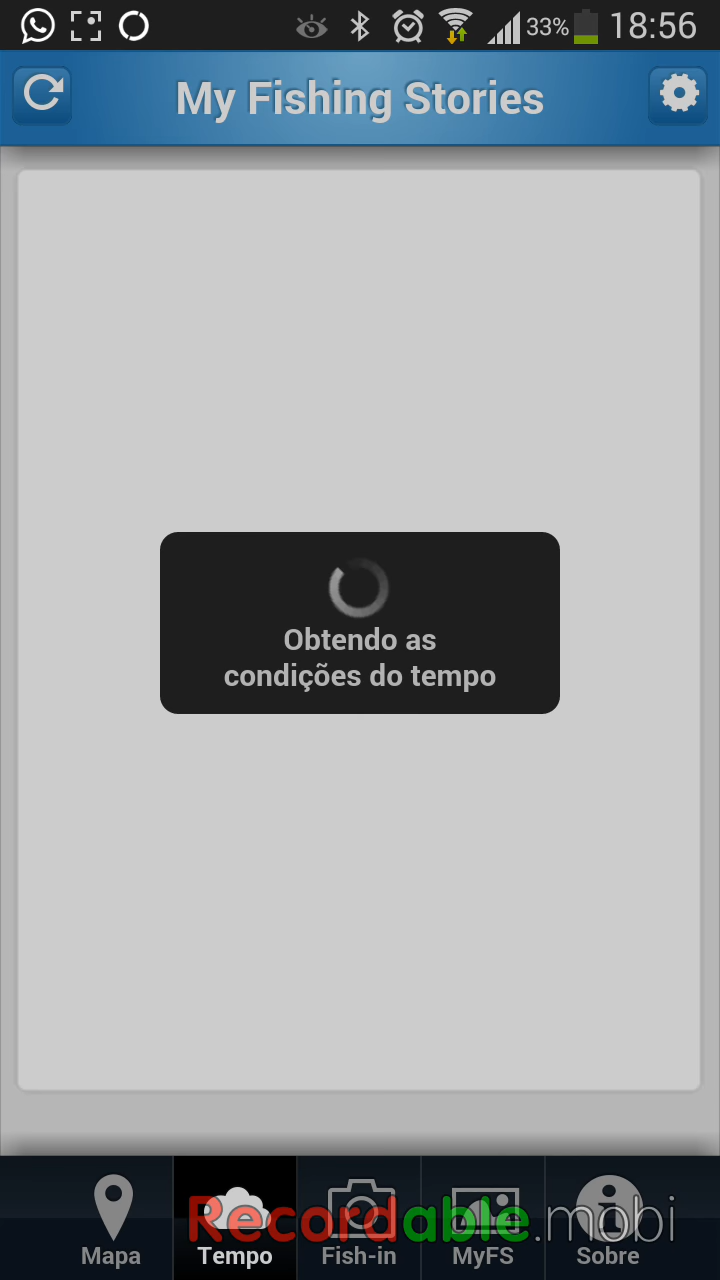 33% 18:56
My Fishing Stories
Obtendo as
condições do tempo
Recordable.mobi
Mapa Tempo Fish-in MyFS Sobre